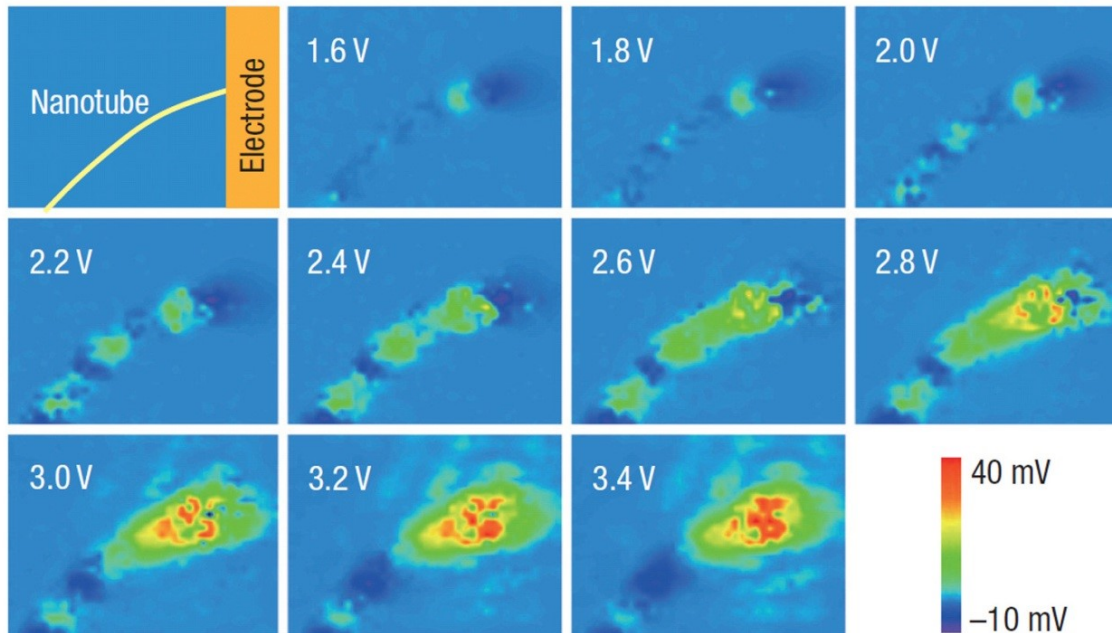 Nanotube
Electrode
1.6 V
1.8 V
2.0 V
2.2 V
2.4 V
2.6 V
2.8 V
3.0 V
3.2 V
3.4 V
40 mV
–10 mV